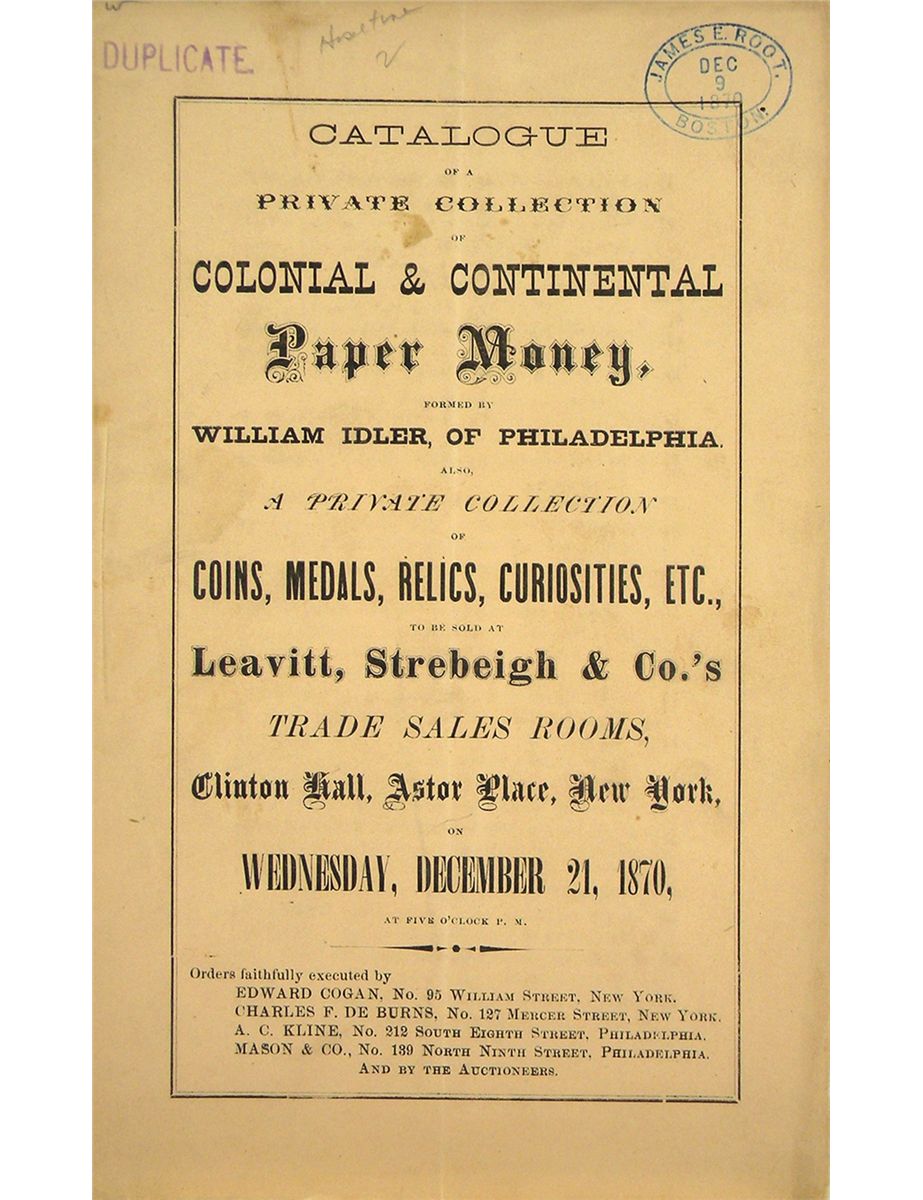 DUPLICATE.
JAMES E. ROOT.
DEC
9
1870
BOSTON.
CATALOGUE
OF A
PRIVATE COLLECTION
OF
COLONIAL & CONTINENTAL
Paper Money,
FORMED BY
WILLIAM IDLER, OF PHILADELPHIA.
ALSO,
A PRIVATE COLLECTION
OF
COINS, MEDALS, RELICS, CURIOSITIES, ETC.,
TO BE SOLD AT
Leavitt, Strebeigh & Co.'s
TRADE SALES ROOMS,
Clinton Hall, Astor Place, New York,
ON
WEDNESDAY, DECEMBER 21, 1870,
AT FIVE O'CLOCK P. M.
Orders faithfully executed by
EDWARD COGAN, No. 95 WILLIAM STREET, NEW YORK.
CHARLES F. DE BURNS, No. 127 MERCER STREET, NEW YORK.
A. C. KLINE, No. 212 SOUTH EIGHTH STREET, PHILADELPHIA.
MASON & CO., No. 139 NORTH NINTH STREET, PHILADELPHIA.
AND BY THE AUCTIONEERS.